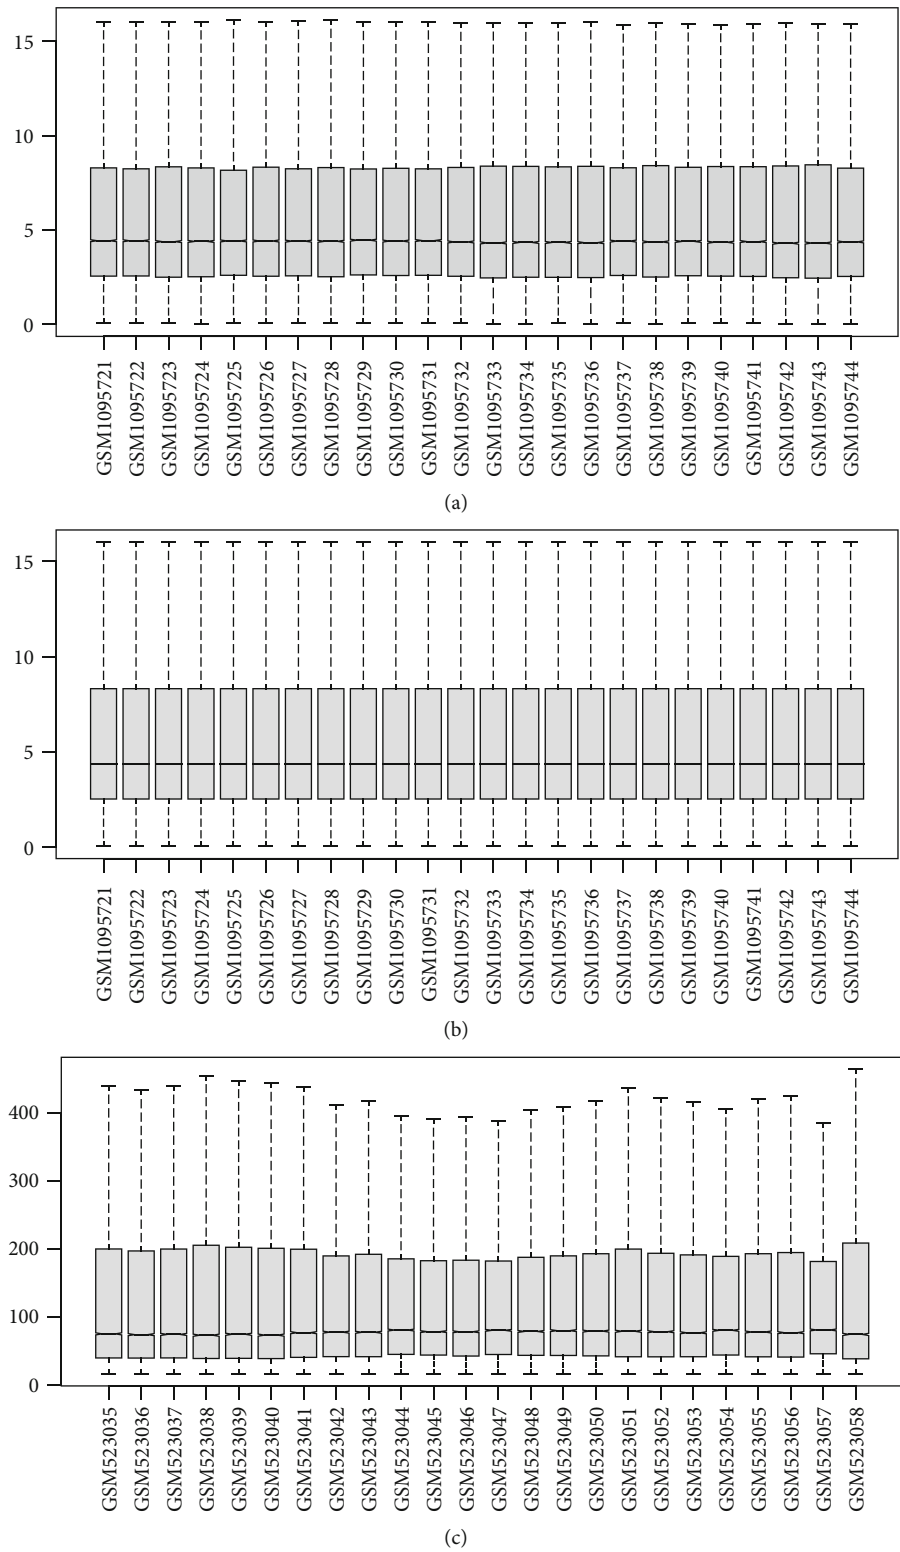 15
10
5
0
GSM1095721
GSM1095722
GSM1095723
GSM1095724
GSM1095725
GSM1095726
GSM1095727
GSM1095728
GSM1095729
GSM1095730
GSM1095731
GSM1095732
GSM1095733
GSM1095734
GSM1095735
GSM1095736
GSM1095737
GSM1095738
GSM1095739
GSM1095740
GSM1095741
GSM1095742
GSM1095743
GSM1095744
(a)
15
10
5
0
GSM1095721
GSM1095722
GSM1095723
GSM1095724
GSM1095725
GSM1095726
GSM1095727
GSM1095728
GSM1095729
GSM1095730
GSM1095731
GSM1095732
GSM1095733
GSM1095734
GSM1095735
GSM1095736
GSM1095737
GSM1095738
GSM1095739
GSM1095740
GSM1095741
GSM1095742
GSM1095743
GSM1095744
(b)
400
300
200
100
0
GSM523035
GSM523036
GSM523037
GSM523038
GSM523039
GSM523040
GSM523041
GSM523042
GSM523043
GSM523044
GSM523045
GSM523046
GSM523047
GSM523048
GSM523049
GSM523050
GSM523051
GSM523052
GSM523053
GSM523054
GSM523055
GSM523056
GSM523057
GSM523058
(c)